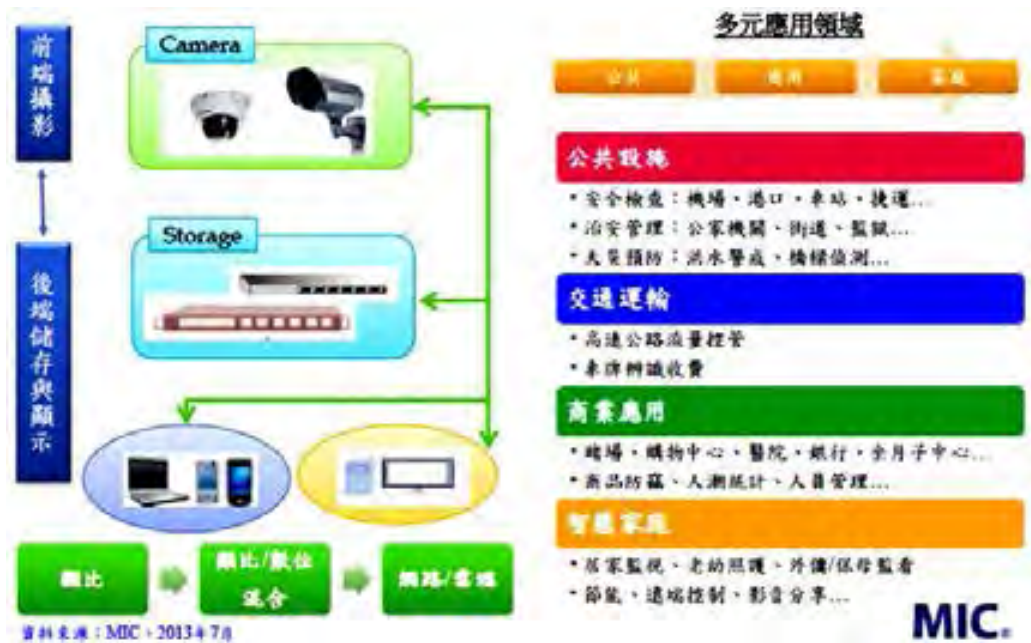 前端攝影
Camera
Storage
後端儲存與顯示
類比
類比/數位
混合
網路/雲端
資料來源：MIC，2013年7月
多元應用領域
公共
商用
家庭
公共設施
•安全檢查：機場、港口、車站、捷運...
•治安管理：公家機關、街道、監獄...
•天災預防：洪水警戒、橋樑偵測...
交通運輸
•高速公路流量控管
•車牌辨識收費
商業應用
•賭場、購物中心、醫院、銀行、坐月子中心...
•商品防竊、人潮統計、人員管理...
智慧家庭
•居家監視、老幼照護、外傭/保母監看
•節能、遠端控制、影音分享...
MIC®